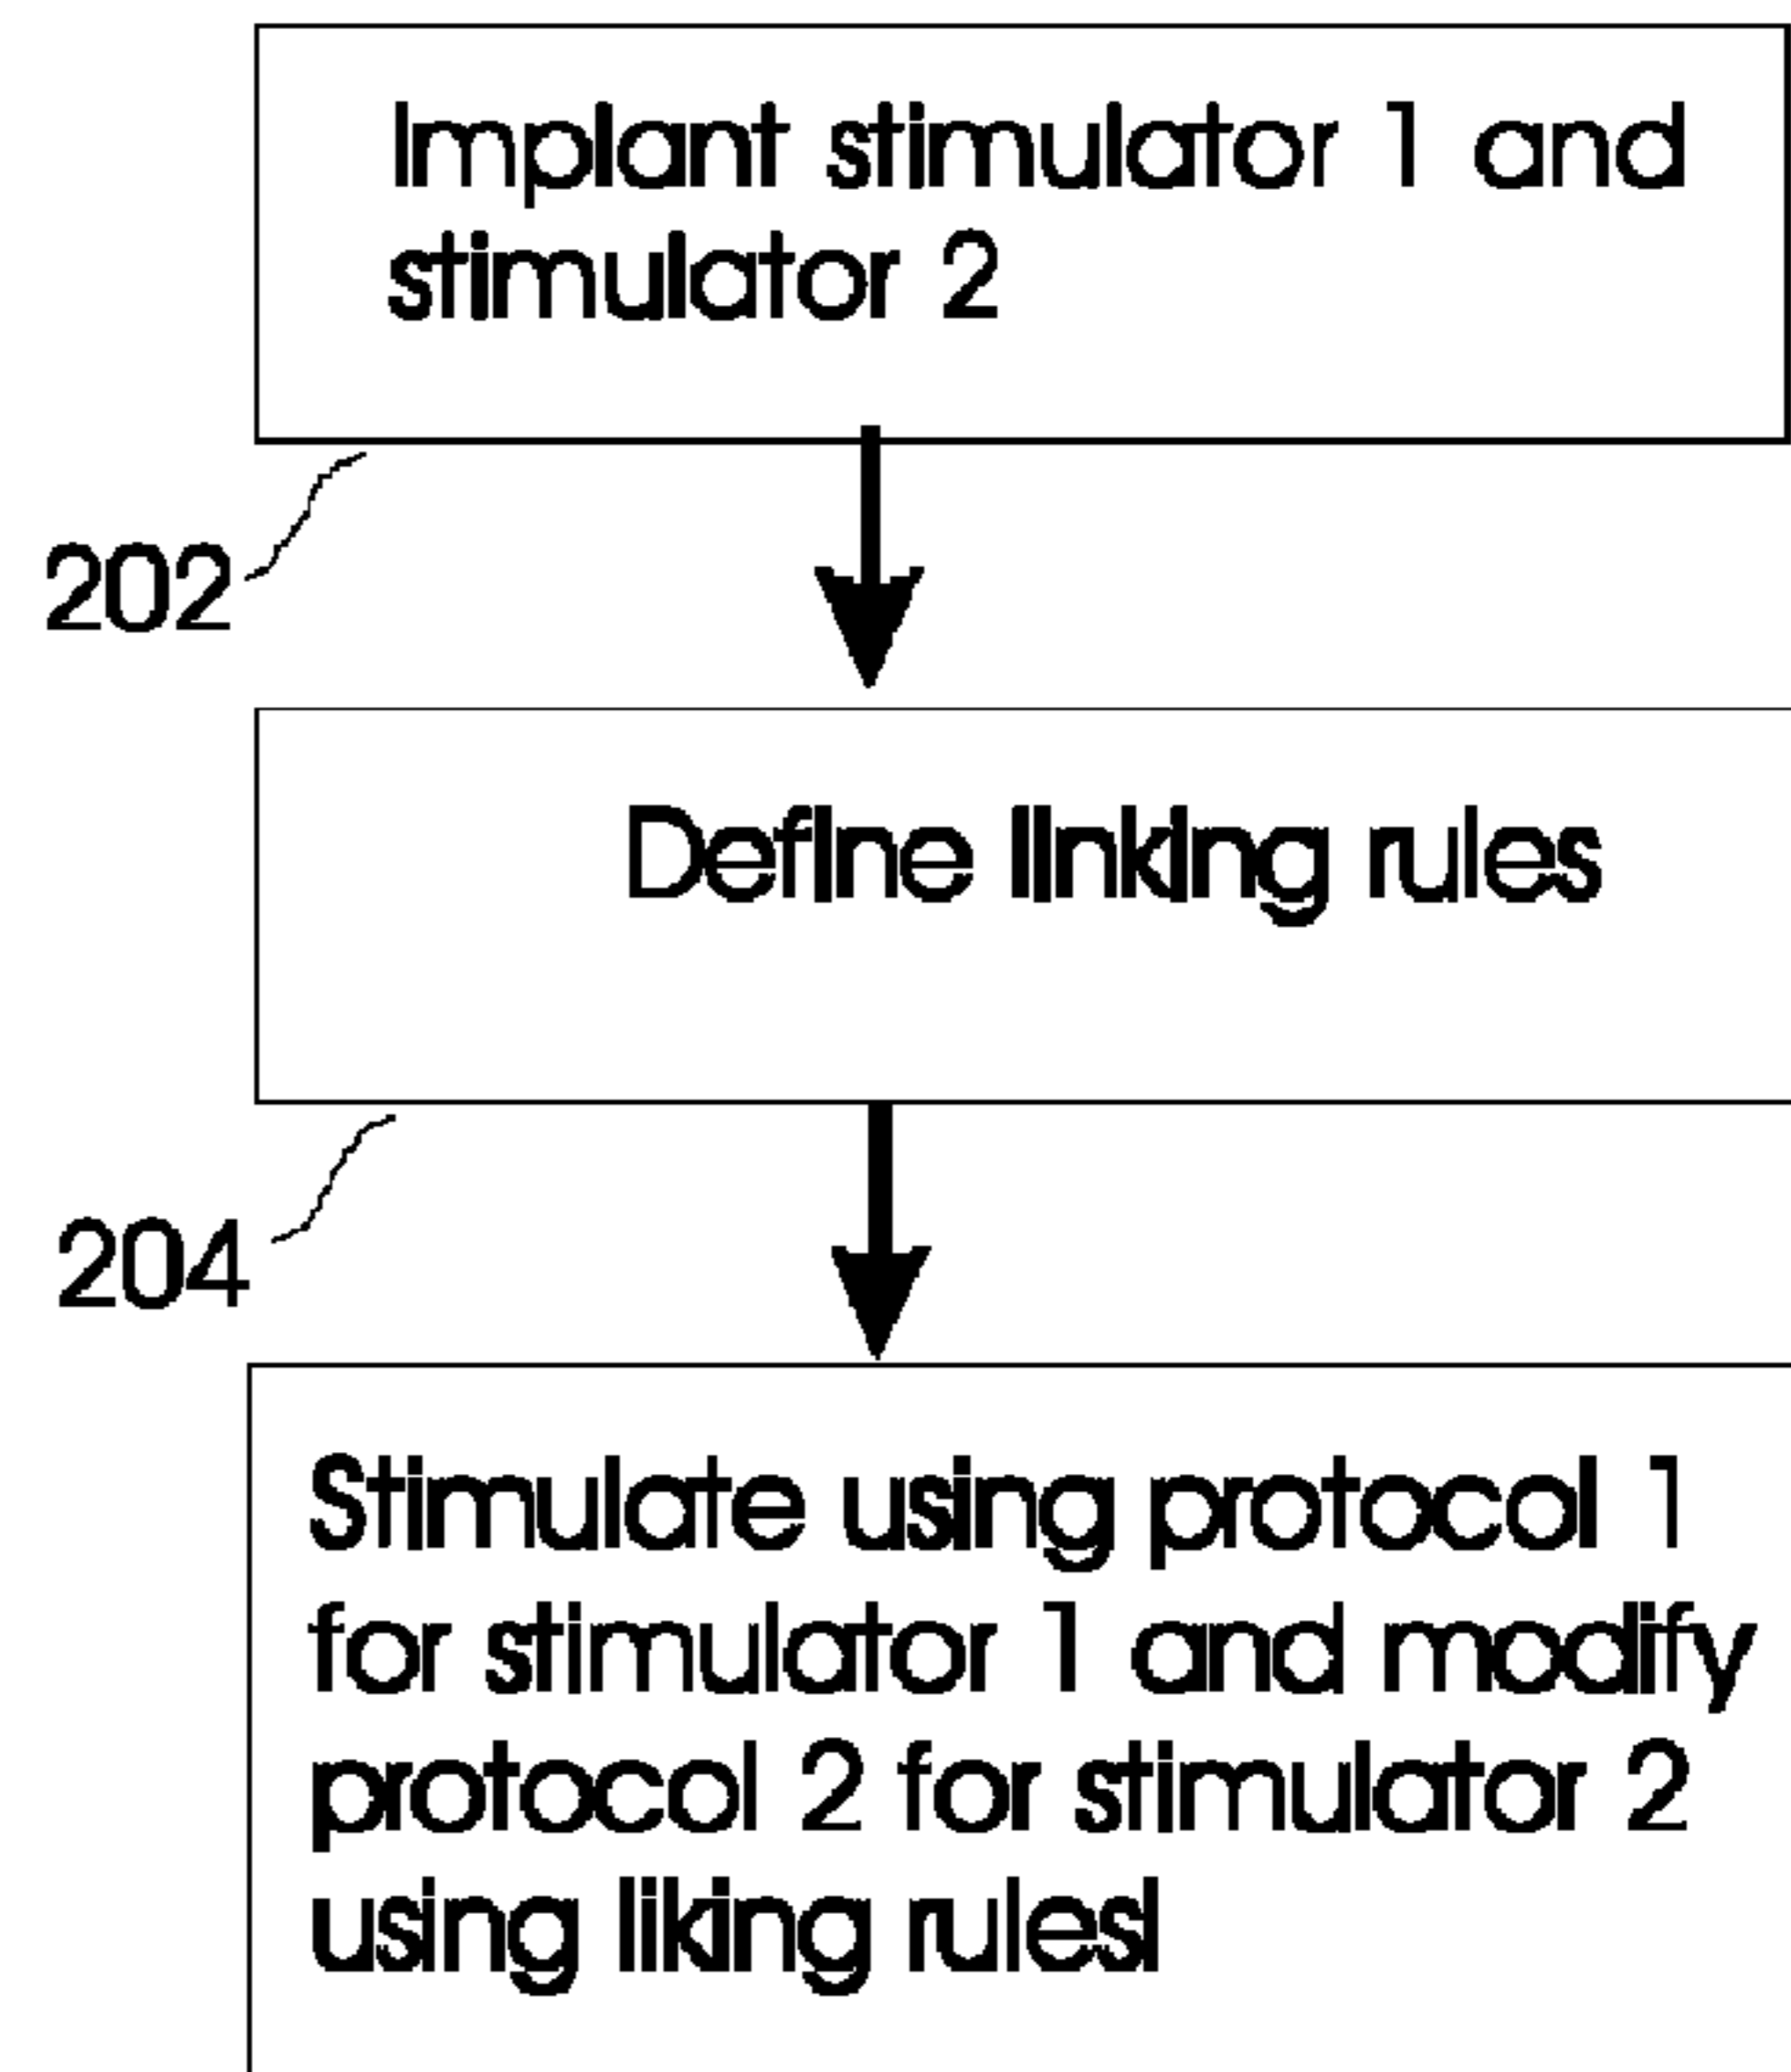 Implant stimulator 1 and
stimulator 2
202
Define linking rules
204
Stimulate using protocol 1
for stimulator 1 and modify
protocol 2 for stimulator 2
using liking rulesl